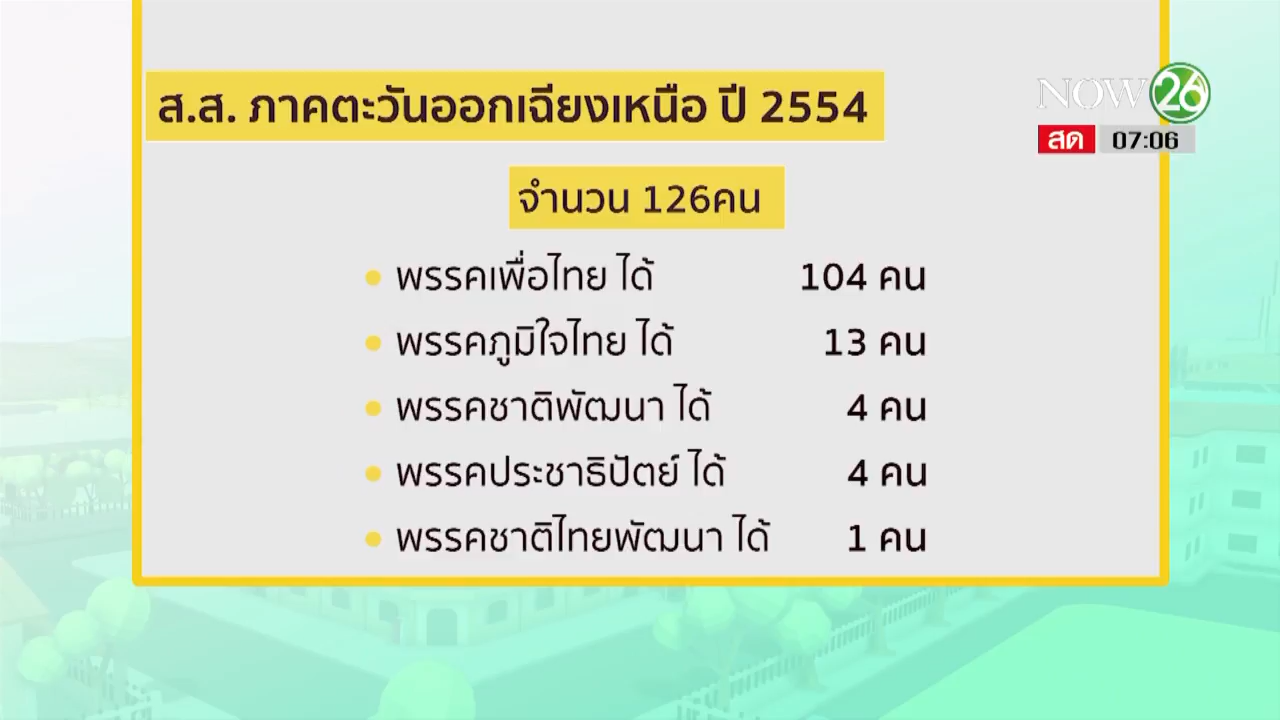 ส.ส. ภาคตะวันออกเฉียงเหนือ ปี 2554
NOW26
สด 07:06
จำนวน 126คน
พรรคเพื่อไทย ได้ 104 คน
พรรคภูมิใจไทย ได้ 13 คน
พรรคชาติพัฒนา ได้ 4 คน
พรรคประชาธิปัตย์ ได้ 4 คน
พรรคชาติไทยพัฒนา ได้ 1 คน